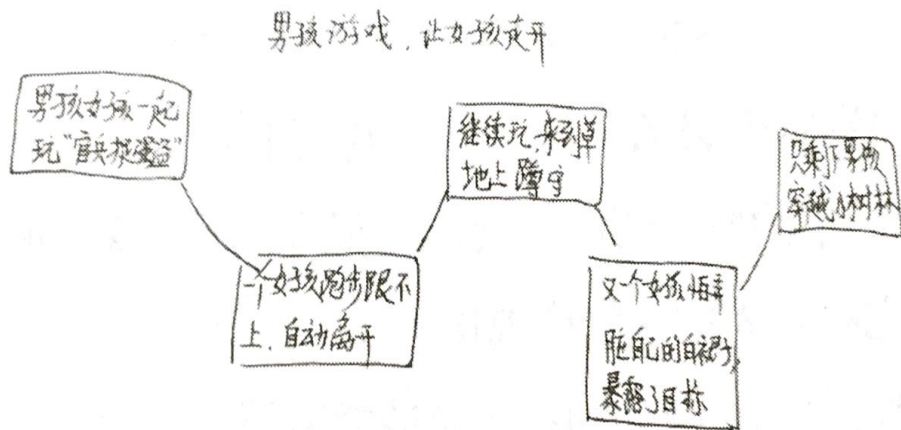 男孩游戏，让女孩走开
男孩女孩一起
玩“官兵捉强盗”
一个女孩跑步跟不
上，自动离开
继续玩，来到草
地上蹲守
又一个女孩怕弄
脏自己的白裙子，
暴露了目标
只剩下男孩
穿越小树林